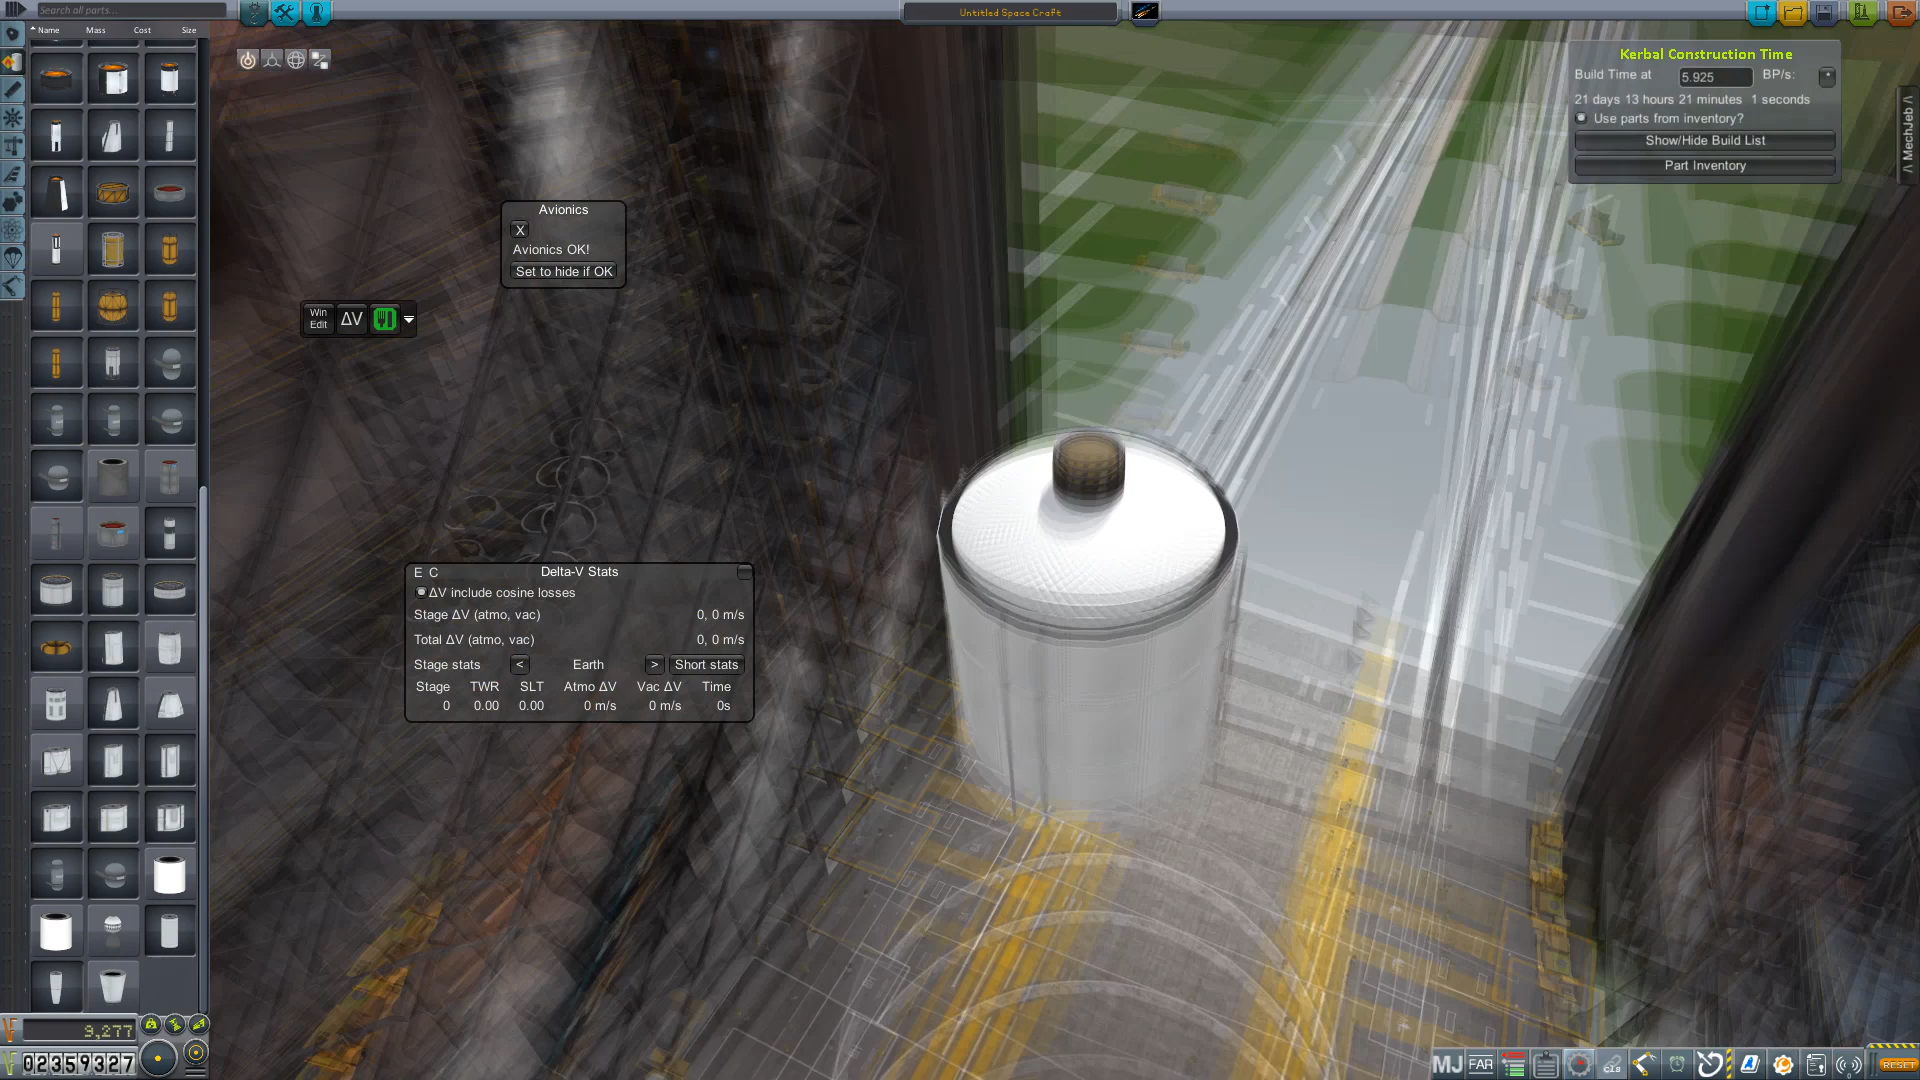 Search all parts...
Untitled Space Craft
Name Mass Cost Size
Kerbal Construction Time
Build Time at 5.925 BP/s: *
21 days 13 hours 21 minutes 1 seconds
Use parts from inventory?
Show/Hide Build List
Part Inventory
\/ MechJeb \/
Avionics
X
Avionics OK!
Set to hide if OK
Win Edit ΔV
E C Delta-V Stats
ΔV include cosine losses
Stage ΔV (atmo, vac) 0, 0 m/s
Total ΔV (atmo, vac) 0, 0 m/s
Stage stats < Earth > Short stats
Stage TWR SLT Atmo ΔV Vac ΔV Time
0 0.00 0.00 0 m/s 0 m/s 0s
9,277
02359327
MJ FAR cls A RESET